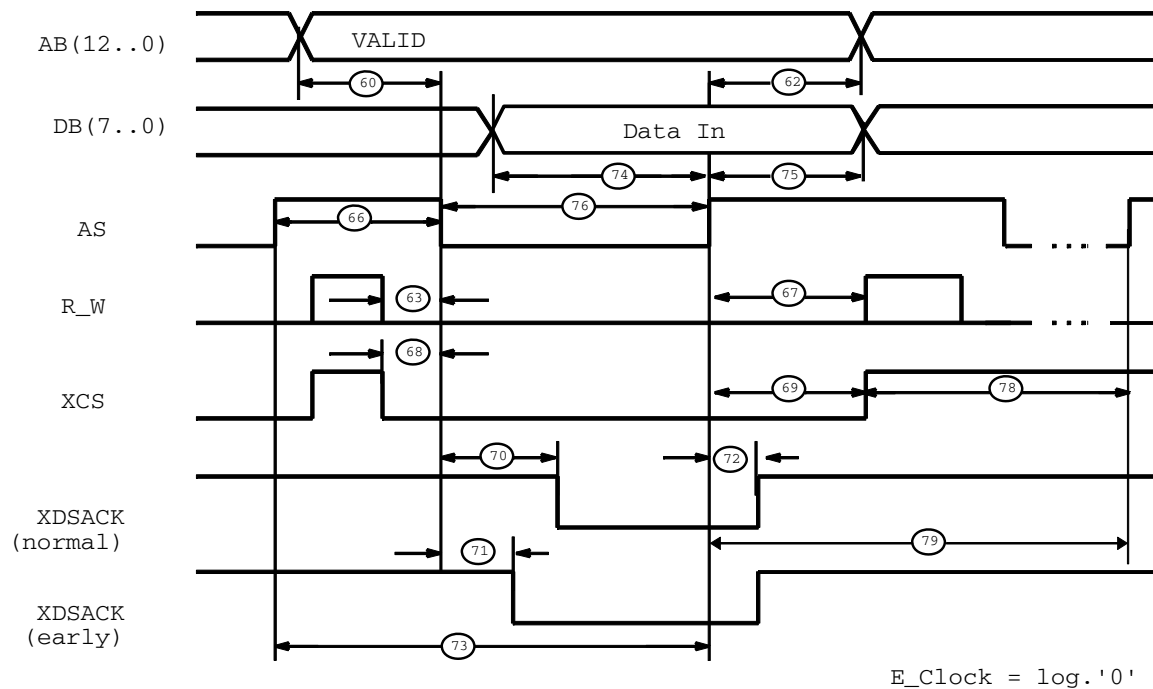 AB(12..0)
VALID
60
62
DB(7..0)
Data In
74
75
AS
66
76
R_W
63
67
68
XCS
69
78
70
72
XDSACK
(normal)
71
79
XDSACK
(early)
73
E_Clock = log.'0'